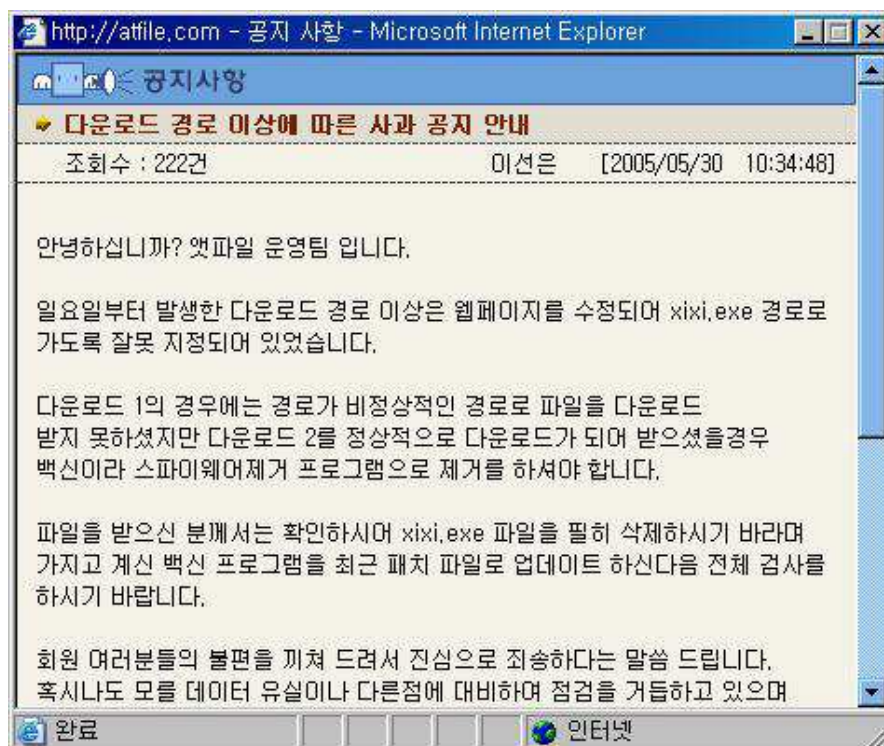 http://atfile.com - 공지 사항 - Microsoft Internet Explorer
공지사항
다운로드 경로 이상에 따른 사과 공지 안내
조회수 : 222건 이선은 [2005/05/30 10:34:48]
안녕하십니까? 앳파일 운영팀 입니다.
일요일부터 발생한 다운로드 경로 이상은 웹페이지를 수정되어 xixi.exe 경로로
가도록 잘못 지정되어 있었습니다.
다운로드 1의 경우에는 경로가 비정상적인 경로로 파일을 다운로드
받지 못하셨지만 다운로드 2를 정상적으로 다운로드가 되어 받으셨을경우
백신이라 스파이웨어제거 프로그램으로 제거를 하셔야 합니다.
파일을 받으신 분께서는 확인하시어 xixi.exe 파일을 필히 삭제하시기 바라며
가지고 계신 백신 프로그램을 최근 패치 파일로 업데이트 하신다음 전체 검사를
하시기 바랍니다.
회원 여러분들의 불편을 끼쳐 드려서 진심으로 죄송하다는 말씀 드립니다.
혹시나도 모를 데이터 유실이나 다른점에 대비하여 점검을 거듭하고 있으며
완료 인터넷